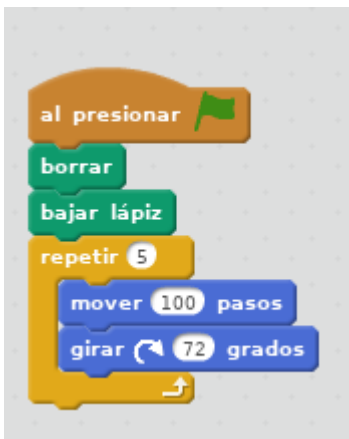 al presionar
borrar
bajar lápiz
repetir 5
mover 100 pasos
girar 72 grados